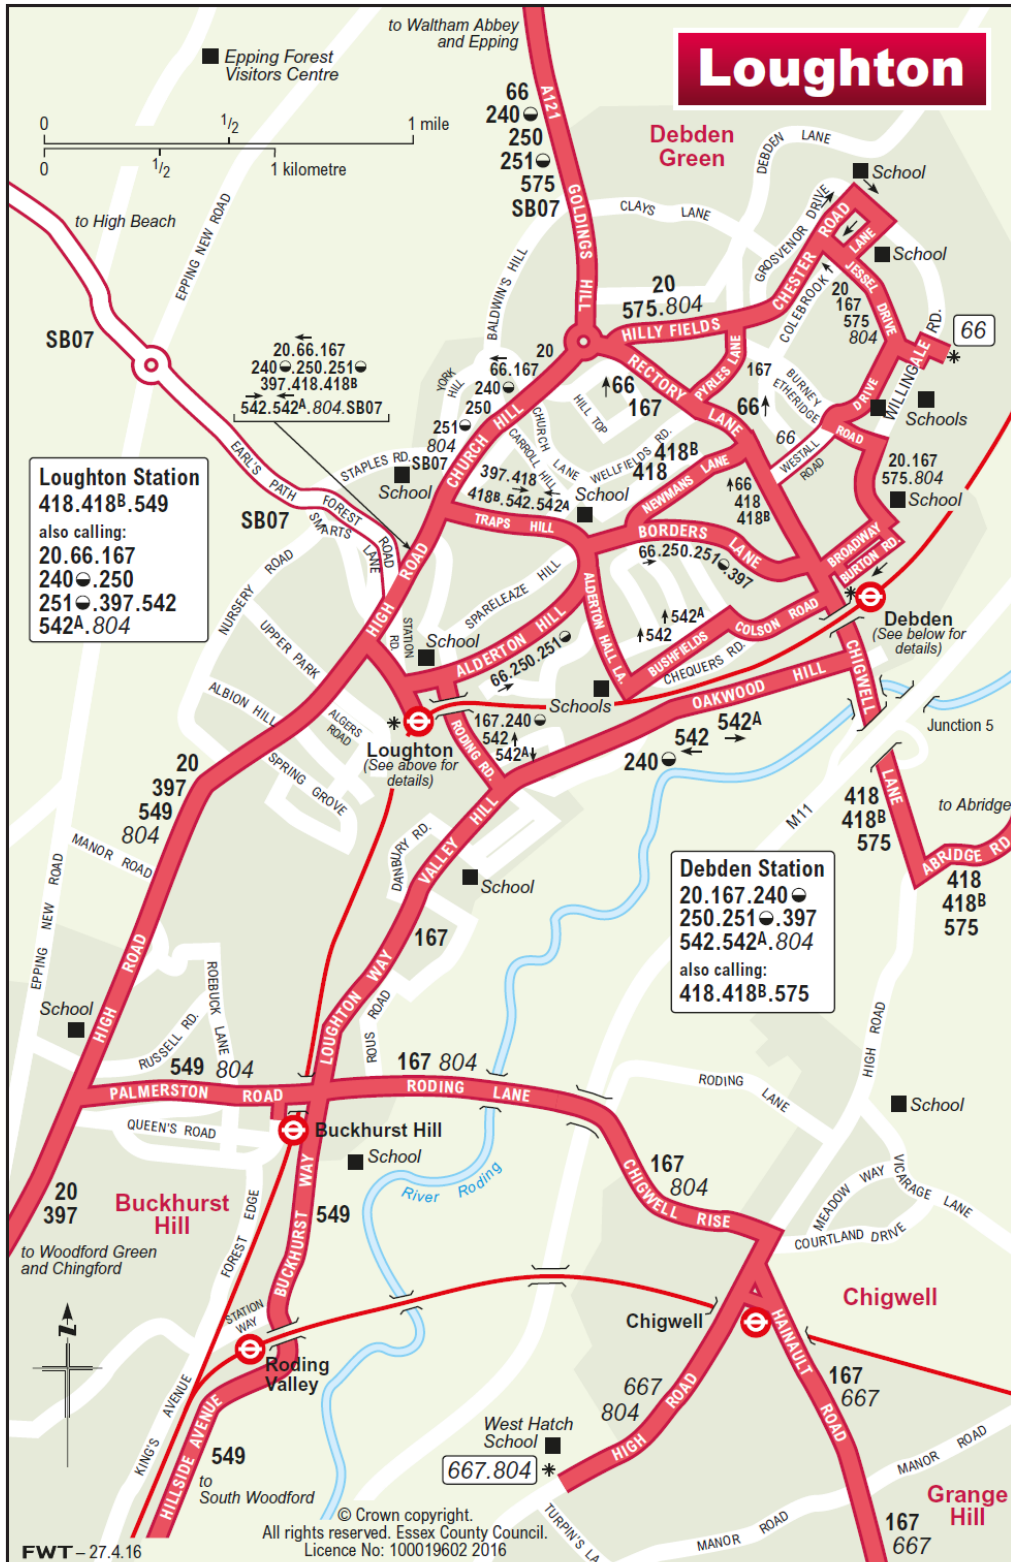 Loughton
to Waltham Abbey
and Epping
Epping Forest
Visitors Centre
0
1/2
1 mile
0
1/2
1 kilometre
66
240
250
251
575
SB07
A121
GOLDINGS HILL
Debden
Green
DEBDEN LANE
School
to High Beach
EPPING NEW ROAD
CLAYS LANE
GROSVENOR DRIVE
CHESTER ROAD
LANE
School
BALDWIN'S HILL
COLEBROOK
JESSEL DRIVE
20
575.804
HILLY FIELDS
20
167
575
804
WILLINGALE RD.
66
SB07
20.66.167
240.250.251
397.418.418B
542.542A.804.SB07
20
66.167
240
250
251
804
SB07
YORK HILL
CHURCH HILL
HILL TOP
CHURCH LANE
CARROLL HILL
WELLFIELDS RD.
66
167
RECTORY LANE
PYRLES LANE
167
66
BURNEY
ETHERIDGE
66
WESTALL ROAD
DRIVE
ROAD
Schools
STAPLES RD.
School
EARL'S PATH
FOREST ROAD
SMARTS LANE
SB07
397.418
418B.542.542A
School
418B
418
NEWMANS LANE
66
418
418B
20.167
575.804
School
Loughton Station
418.418B.549
also calling:
20.66.167
240.250
251.397.542
542A.804
TRAPS HILL
BORDERS LANE
66.250.251.397
BROADWAY
BURTON RD.
HIGH ROAD
NURSERY ROAD
UPPER PARK
STATION RD.
School
SPARELEAZE HILL
ALDERTON HILL
66.250.251
ALDERTON HALL LA.
542A
542
BUSHFIELDS
COLSON ROAD
CHEQUERS RD.
Debden
(See below for
details)
CHIGWELL
ALBION HILL
ALGERS ROAD
SPRING GROVE
Loughton
(See above for
details)
167.240
542
542A
RODING RD.
Schools
OAKWOOD HILL
542A
542
240
Junction 5
M11
LANE
418
418B
575
to Abridge
ABRIDGE RD.
418
418B
575
20
397
549
804
MANOR ROAD
EPPING NEW ROAD
HIGH ROAD
DANBURY RD.
VALLEY HILL
School
167
LOUGHTON WAY
Debden Station
20.167.240
250.251.397
542.542A.804
also calling:
418.418B.575
School
RUSSELL RD.
ROEBUCK LANE
RODING LANE
HIGH ROAD
RODING LANE
School
549 804
PALMERSTON ROAD
QUEEN'S ROAD
ROUS ROAD
167 804
Buckhurst Hill
School
River Roding
CHIGWELL RISE
167
804
MEADOW WAY
VICARAGE LANE
COURTLAND DRIVE
20
397
Buckhurst
Hill
to Woodford Green
and Chingford
FOREST EDGE
BUCKHURST WAY
549
STATION WAY
Roding
Valley
KING'S AVENUE
HILLSIDE AVENUE
549
to
South Woodford
Chigwell
Chigwell
HAINAULT ROAD
167
667
667
804
HIGH ROAD
West Hatch
School
667.804
TURPIN'S LA.
MANOR ROAD
MANOR ROAD
Grange
Hill
167
667
N
© Crown copyright.
All rights reserved. Essex County Council.
Licence No: 100019602 2016
FWT – 27.4.16